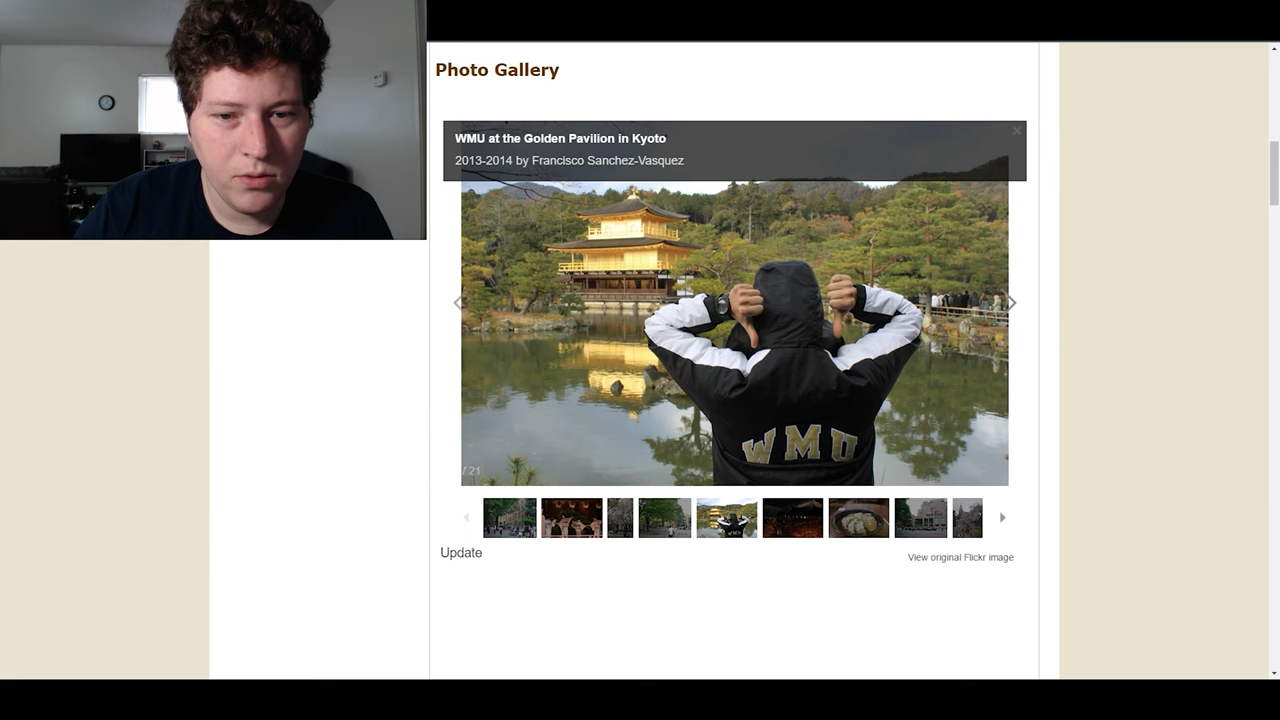 Photo Gallery
WMU at the Golden Pavilion in Kyoto
2013-2014 by Francisco Sanchez-Vasquez
WMU
/ 21
Update
View original Flickr image